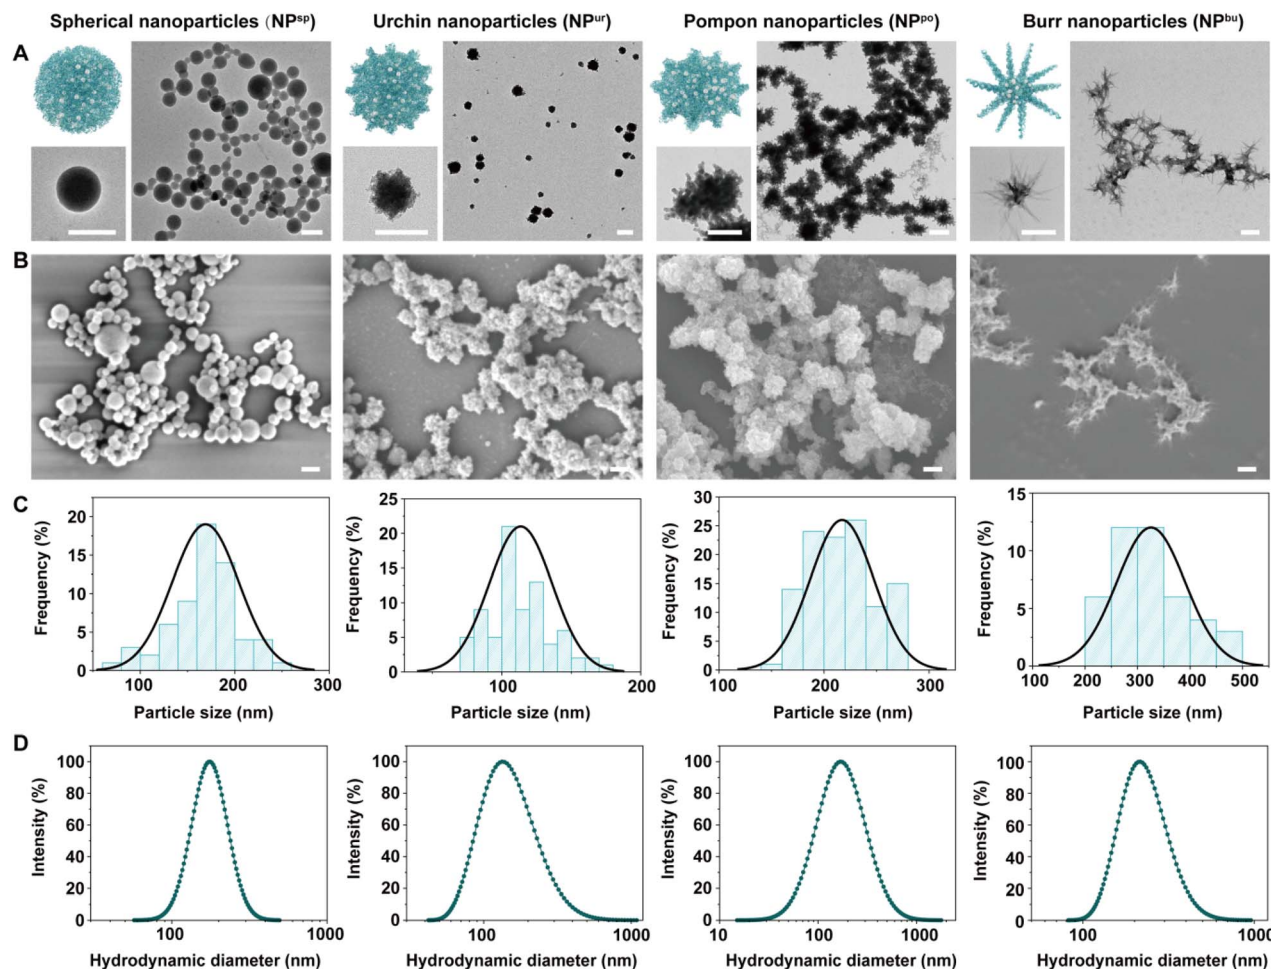 Spherical nanoparticles (NPsp) Urchin nanoparticles (NPur) Pompon nanoparticles (NPpo) Burr nanoparticles (NPbu)
A
B
C
Frequency (%)
20
15
10
5
0
100 200 300
Particle size (nm)
Frequency (%)
25
20
15
10
5
0
100 200
Particle size (nm)
Frequency (%)
30
25
20
15
10
5
0
100 200 300
Particle size (nm)
Frequency (%)
15
10
5
0
100 200 300 400 500
Particle size (nm)
D
Intensity (%)
100
80
60
40
20
0
100 1000
Hydrodynamic diameter (nm)
Intensity (%)
100
80
60
40
20
0
100 1000
Hydrodynamic diameter (nm)
Intensity (%)
100
80
60
40
20
0
10 100 1000
Hydrodynamic diameter (nm)
Intensity (%)
100
80
60
40
20
0
100 1000
Hydrodynamic diameter (nm)